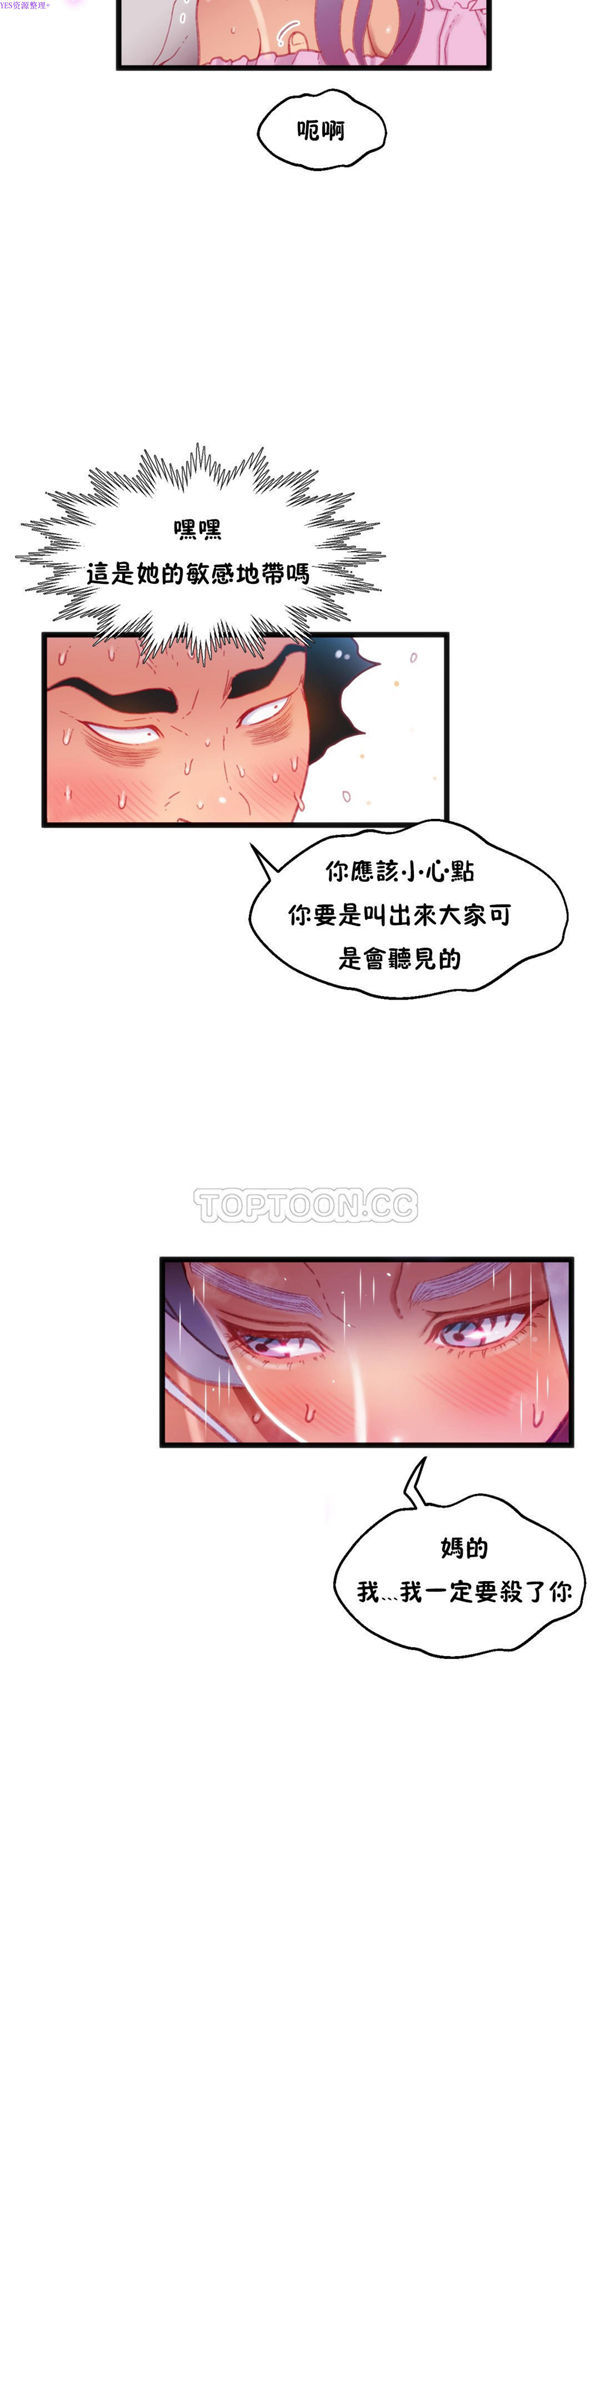 YES资源整理。
呃啊
嘿嘿
這是她的敏感地帶嗎
你應該小心點
你要是叫出來大家可
是會聽見的
TOPTOON.CC
媽的
我...我一定要殺了你